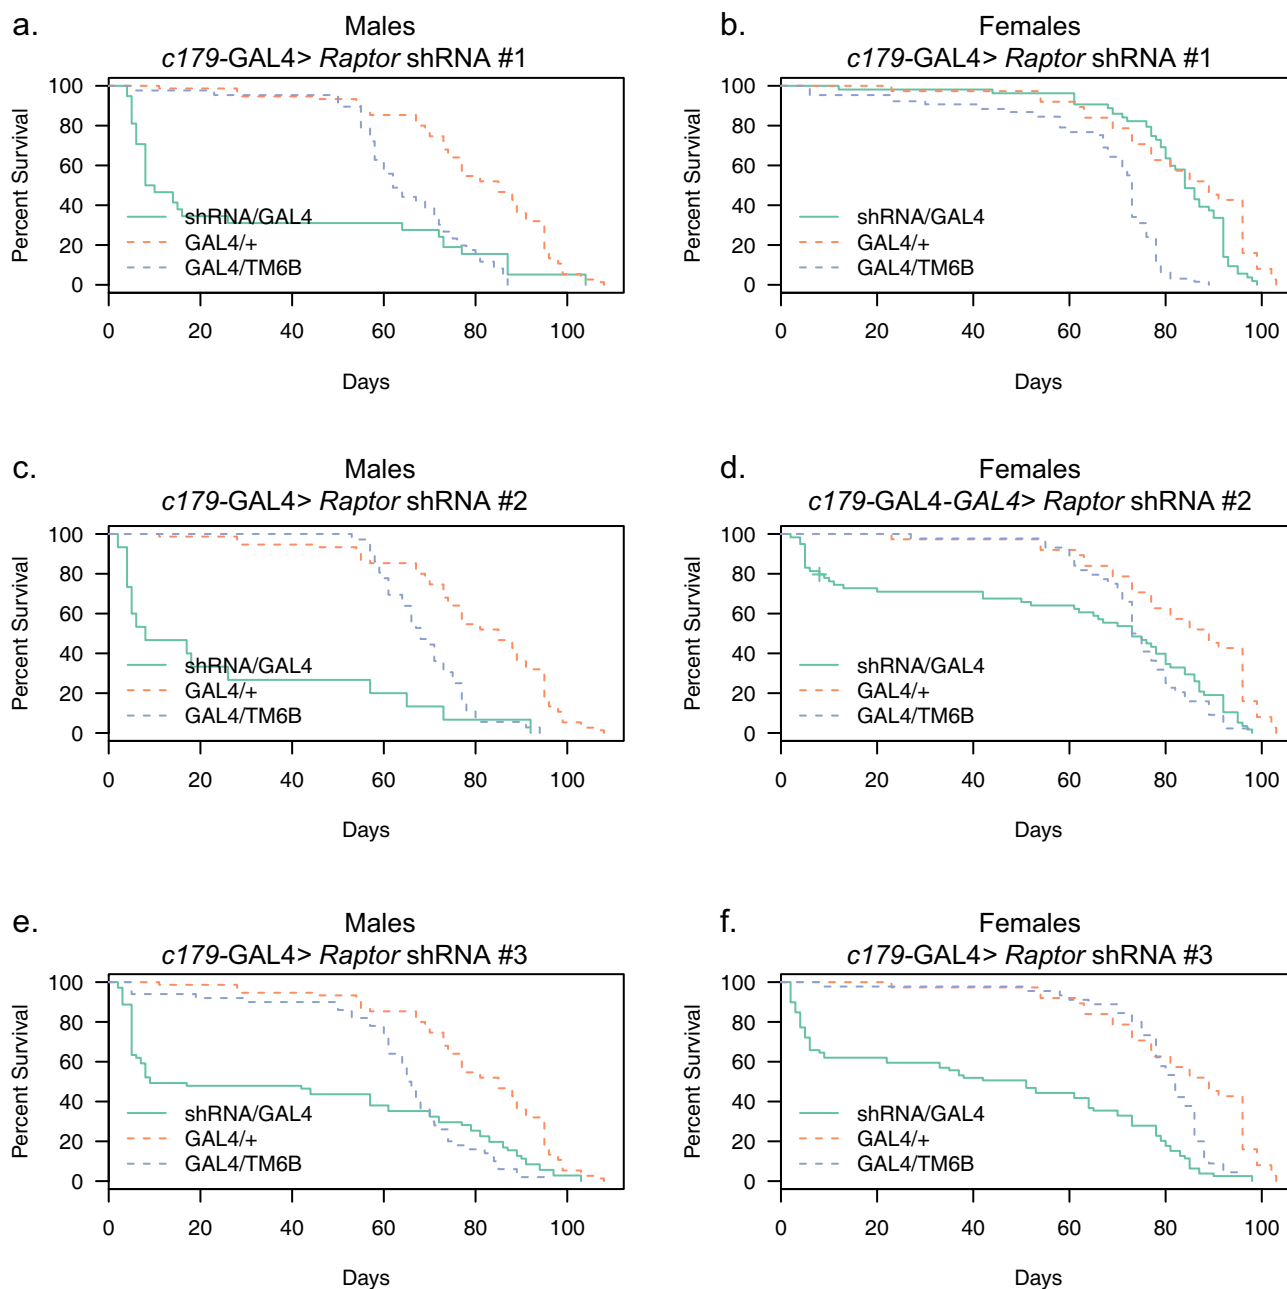 a.
Males
c179-GAL4> Raptor shRNA #1
Percent Survival
100
80
60
40
20
0
shRNA/GAL4
GAL4/+
GAL4/TM6B
0 20 40 60 80 100
Days
b.
Females
c179-GAL4> Raptor shRNA #1
Percent Survival
100
80
60
40
20
0
shRNA/GAL4
GAL4/+
GAL4/TM6B
0 20 40 60 80 100
Days
c.
Males
c179-GAL4> Raptor shRNA #2
Percent Survival
100
80
60
40
20
0
shRNA/GAL4
GAL4/+
GAL4/TM6B
0 20 40 60 80 100
Days
d.
Females
c179-GAL4-GAL4> Raptor shRNA #2
Percent Survival
100
80
60
40
20
0
shRNA/GAL4
GAL4/+
GAL4/TM6B
0 20 40 60 80 100
Days
e.
Males
c179-GAL4> Raptor shRNA #3
Percent Survival
100
80
60
40
20
0
shRNA/GAL4
GAL4/+
GAL4/TM6B
0 20 40 60 80 100
Days
f.
Females
c179-GAL4> Raptor shRNA #3
Percent Survival
100
80
60
40
20
0
shRNA/GAL4
GAL4/+
GAL4/TM6B
0 20 40 60 80 100
Days